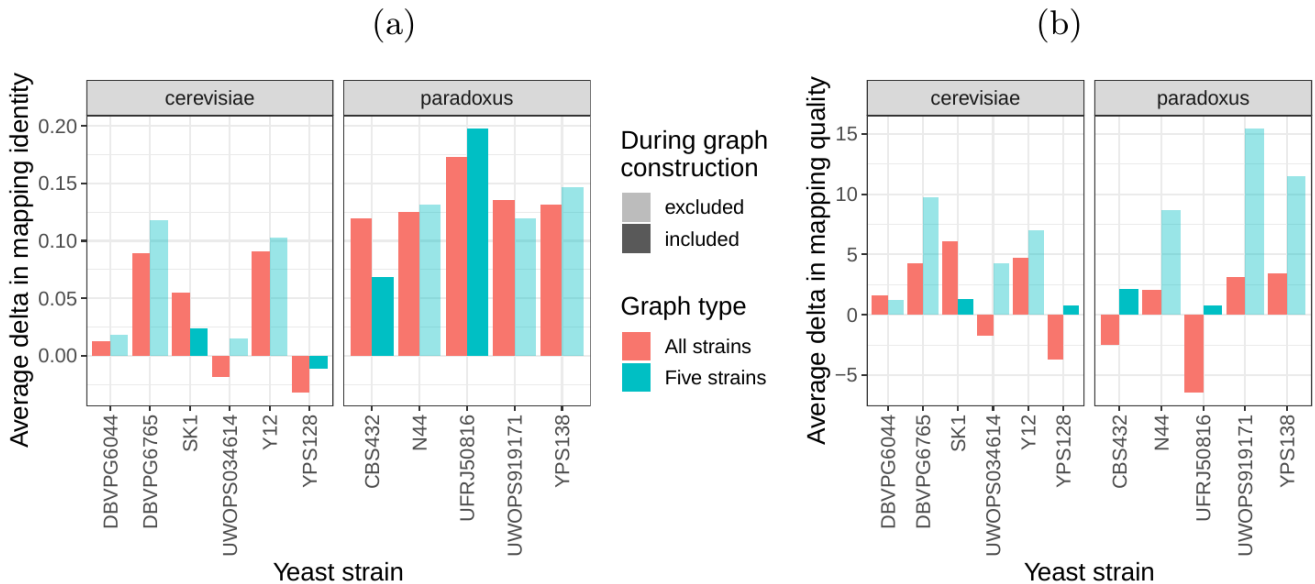 (a)
cerevisiae
paradoxus
Average delta in mapping identity
0.20
0.15
0.10
0.05
0.00
DBVPG6044
DBVPG6765
SK1
UWOPS034614
Y12
YPS128
CBS432
N44
UFRJ50816
UWOPS919171
YPS138
Yeast strain
During graph
construction
excluded
included
Graph type
All strains
Five strains
(b)
cerevisiae
paradoxus
Average delta in mapping quality
15
10
5
0
−5
DBVPG6044
DBVPG6765
SK1
UWOPS034614
Y12
YPS128
CBS432
N44
UFRJ50816
UWOPS919171
YPS138
Yeast strain